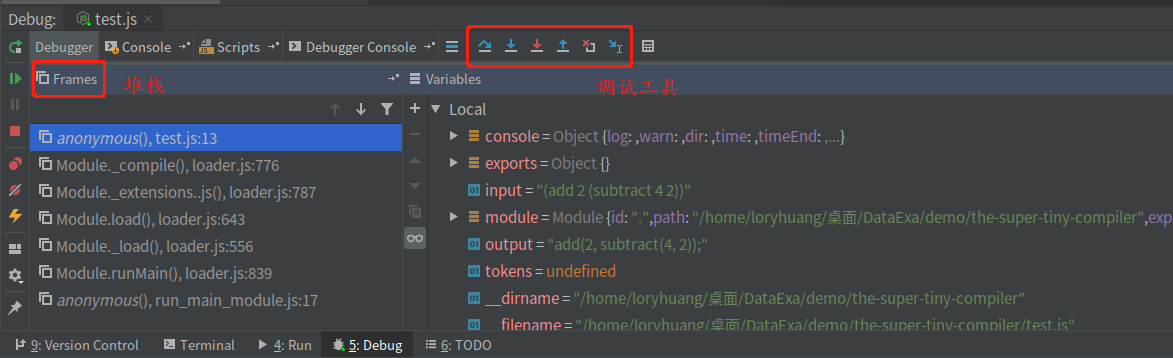 Debug: test.js
Debugger Console Scripts Debugger Console
Frames 堆栈
Variables 调试工具
anonymous(), test.js:13
Module._compile(), loader.js:776
Module._extensions..js(), loader.js:787
Module.load(), loader.js:643
Module._load(), loader.js:556
Module.runMain(), loader.js:839
anonymous(), run_main_module.js:17
Local
console = Object {log: ,warn: ,dir: ,time: ,timeEnd: ,...}
exports = Object {}
input = "(add 2 (subtract 4 2))"
module = Module {id: ".",path: "/home/loryhuang/桌面/DataExa/demo/the-super-tiny-compiler",exp
output = "add(2, subtract(4, 2));"
tokens = undefined
__dirname = "/home/loryhuang/桌面/DataExa/demo/the-super-tiny-compiler"
__filename = "/home/loryhuang/桌面/DataExa/demo/the-super-tiny-compiler/test.js"
9: Version Control Terminal 4: Run 5: Debug 6: TODO